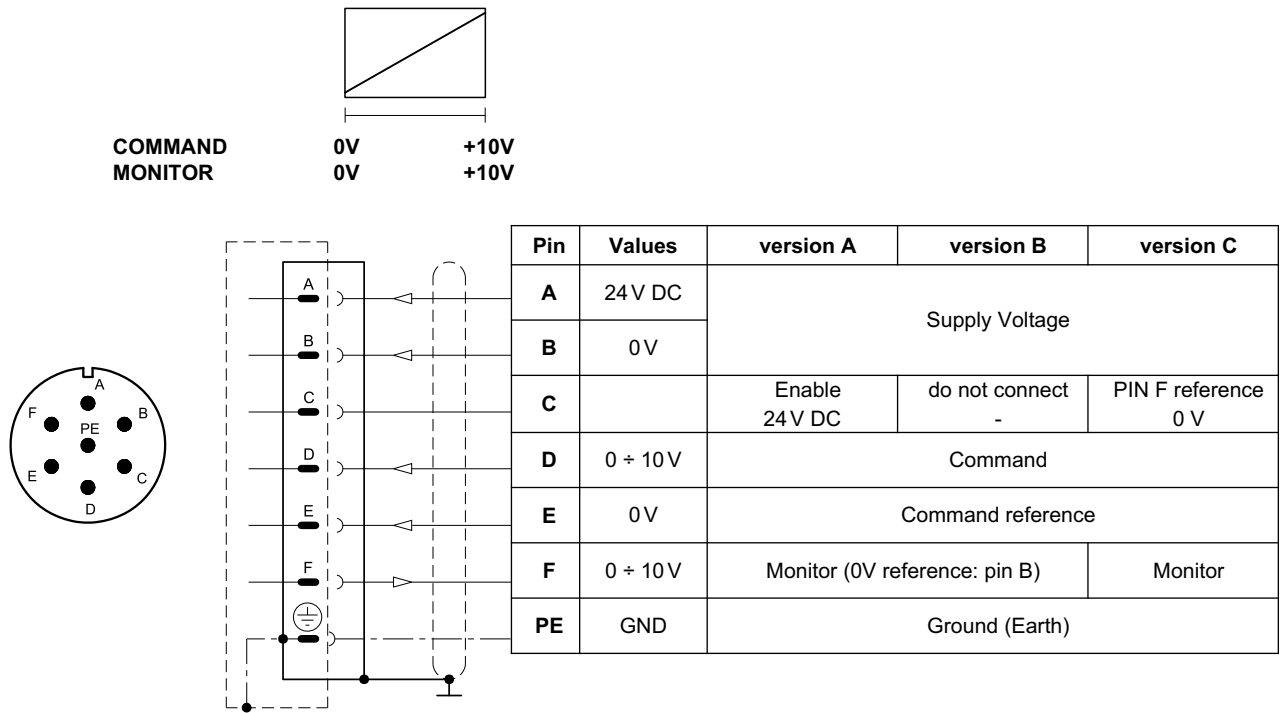 COMMAND 0V +10V
MONITOR 0V +10V
Pin Values version A version B version C
A 24 V DC Supply Voltage
B 0 V
C Enable do not connect PIN F reference
24 V DC - 0 V
D 0 ÷ 10 V Command
E 0 V Command reference
F 0 ÷ 10 V Monitor (0V reference: pin B) Monitor
PE GND Ground (Earth)
A
B
C
D
E
F
A
F B
PE
E C
D